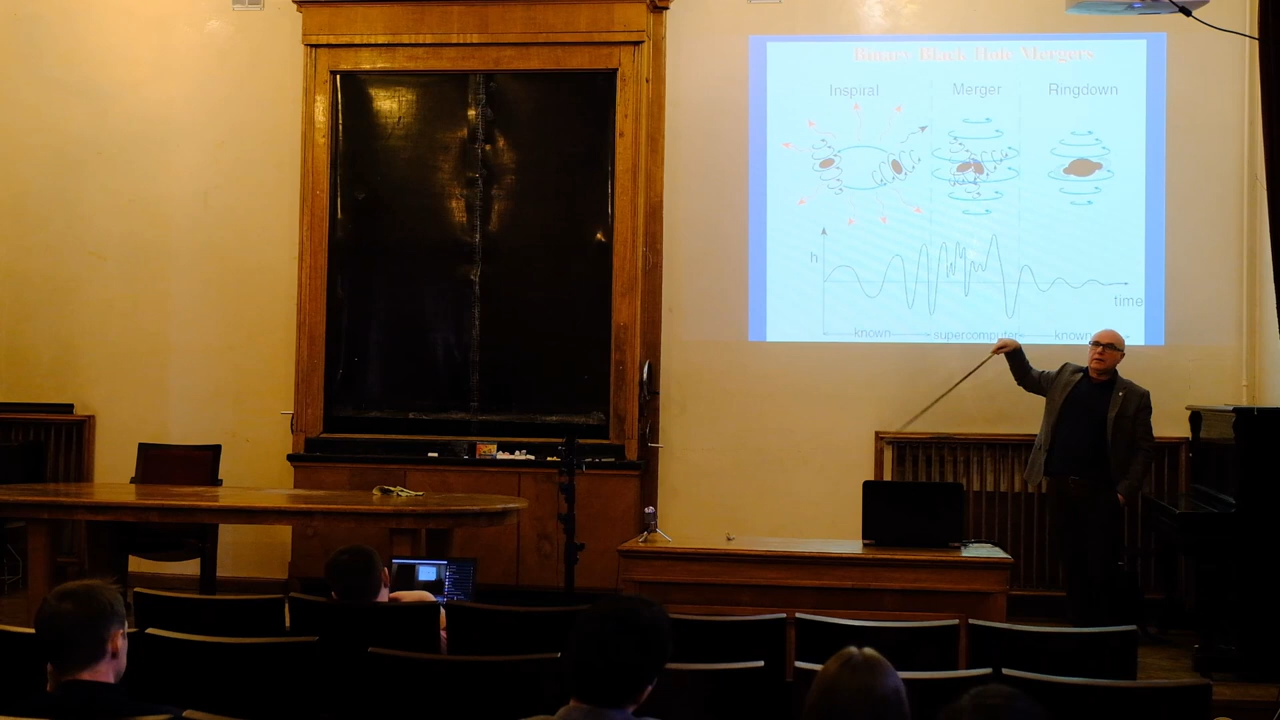 Binary Black Hole Mergers
Inspiral Merger Ringdown
h
time
known supercomputer known